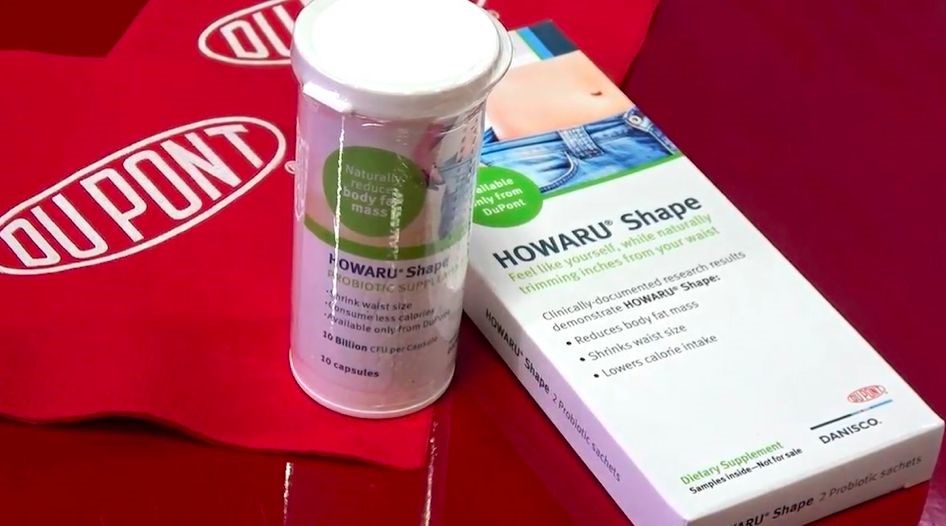 DU PONT
DUPONT
Naturally
reduces
body fat
mass
HOWARU® Shape
PROBIOTIC SUPPLEMENT
·Shrink waist size
·Consume less calories
·Available only from DuPont
10 Billion CFU per Capsule
10 capsules
Available
only from
DuPont
HOWARU® Shape
Feel like yourself, while naturally
trimming inches from your waist
Clinically-documented research results
demonstrate HOWARU® Shape:
• Reduces body fat mass
• Shrinks waist size
• Lowers calorie intake
DUPONT
DANISCO.
Dietary Supplement
Samples inside—Not for sale
HOWARU® Shape 2 Probiotic sachets
HOWARU® Shape 2 Probiotic sachets